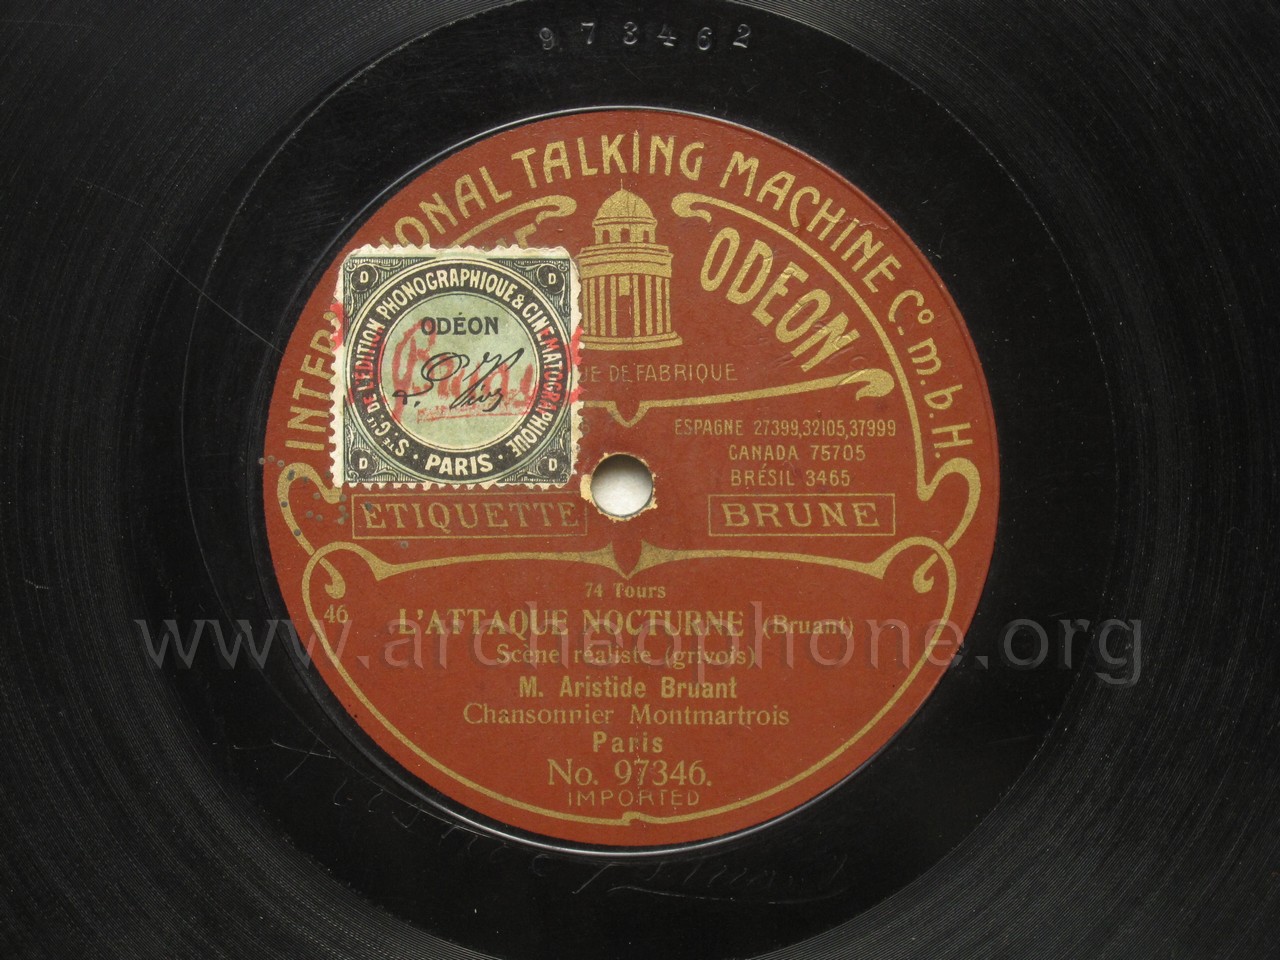 973462
INTERNATIONAL TALKING MACHINE Co. m. b. H.
ODEON
UE DE FABRIQUE
ESPAGNE 27399,32105,37999
CANADA 75705
BRÉSIL 3465
STÉ GLE DE L'EDITION PHONOGRAPHIQUE & CINEMATOGRAPHIQUE
ODÉON
PARIS
D D D D
ETIQUETTE BRUNE
74 Tours
46
L'ATTAQUE NOCTURNE (Bruant)
Scène réaliste (grivois)
M. Aristide Bruant
Chansonnier Montmartrois
Paris
No. 97346.
IMPORTED
www.archeophone.org